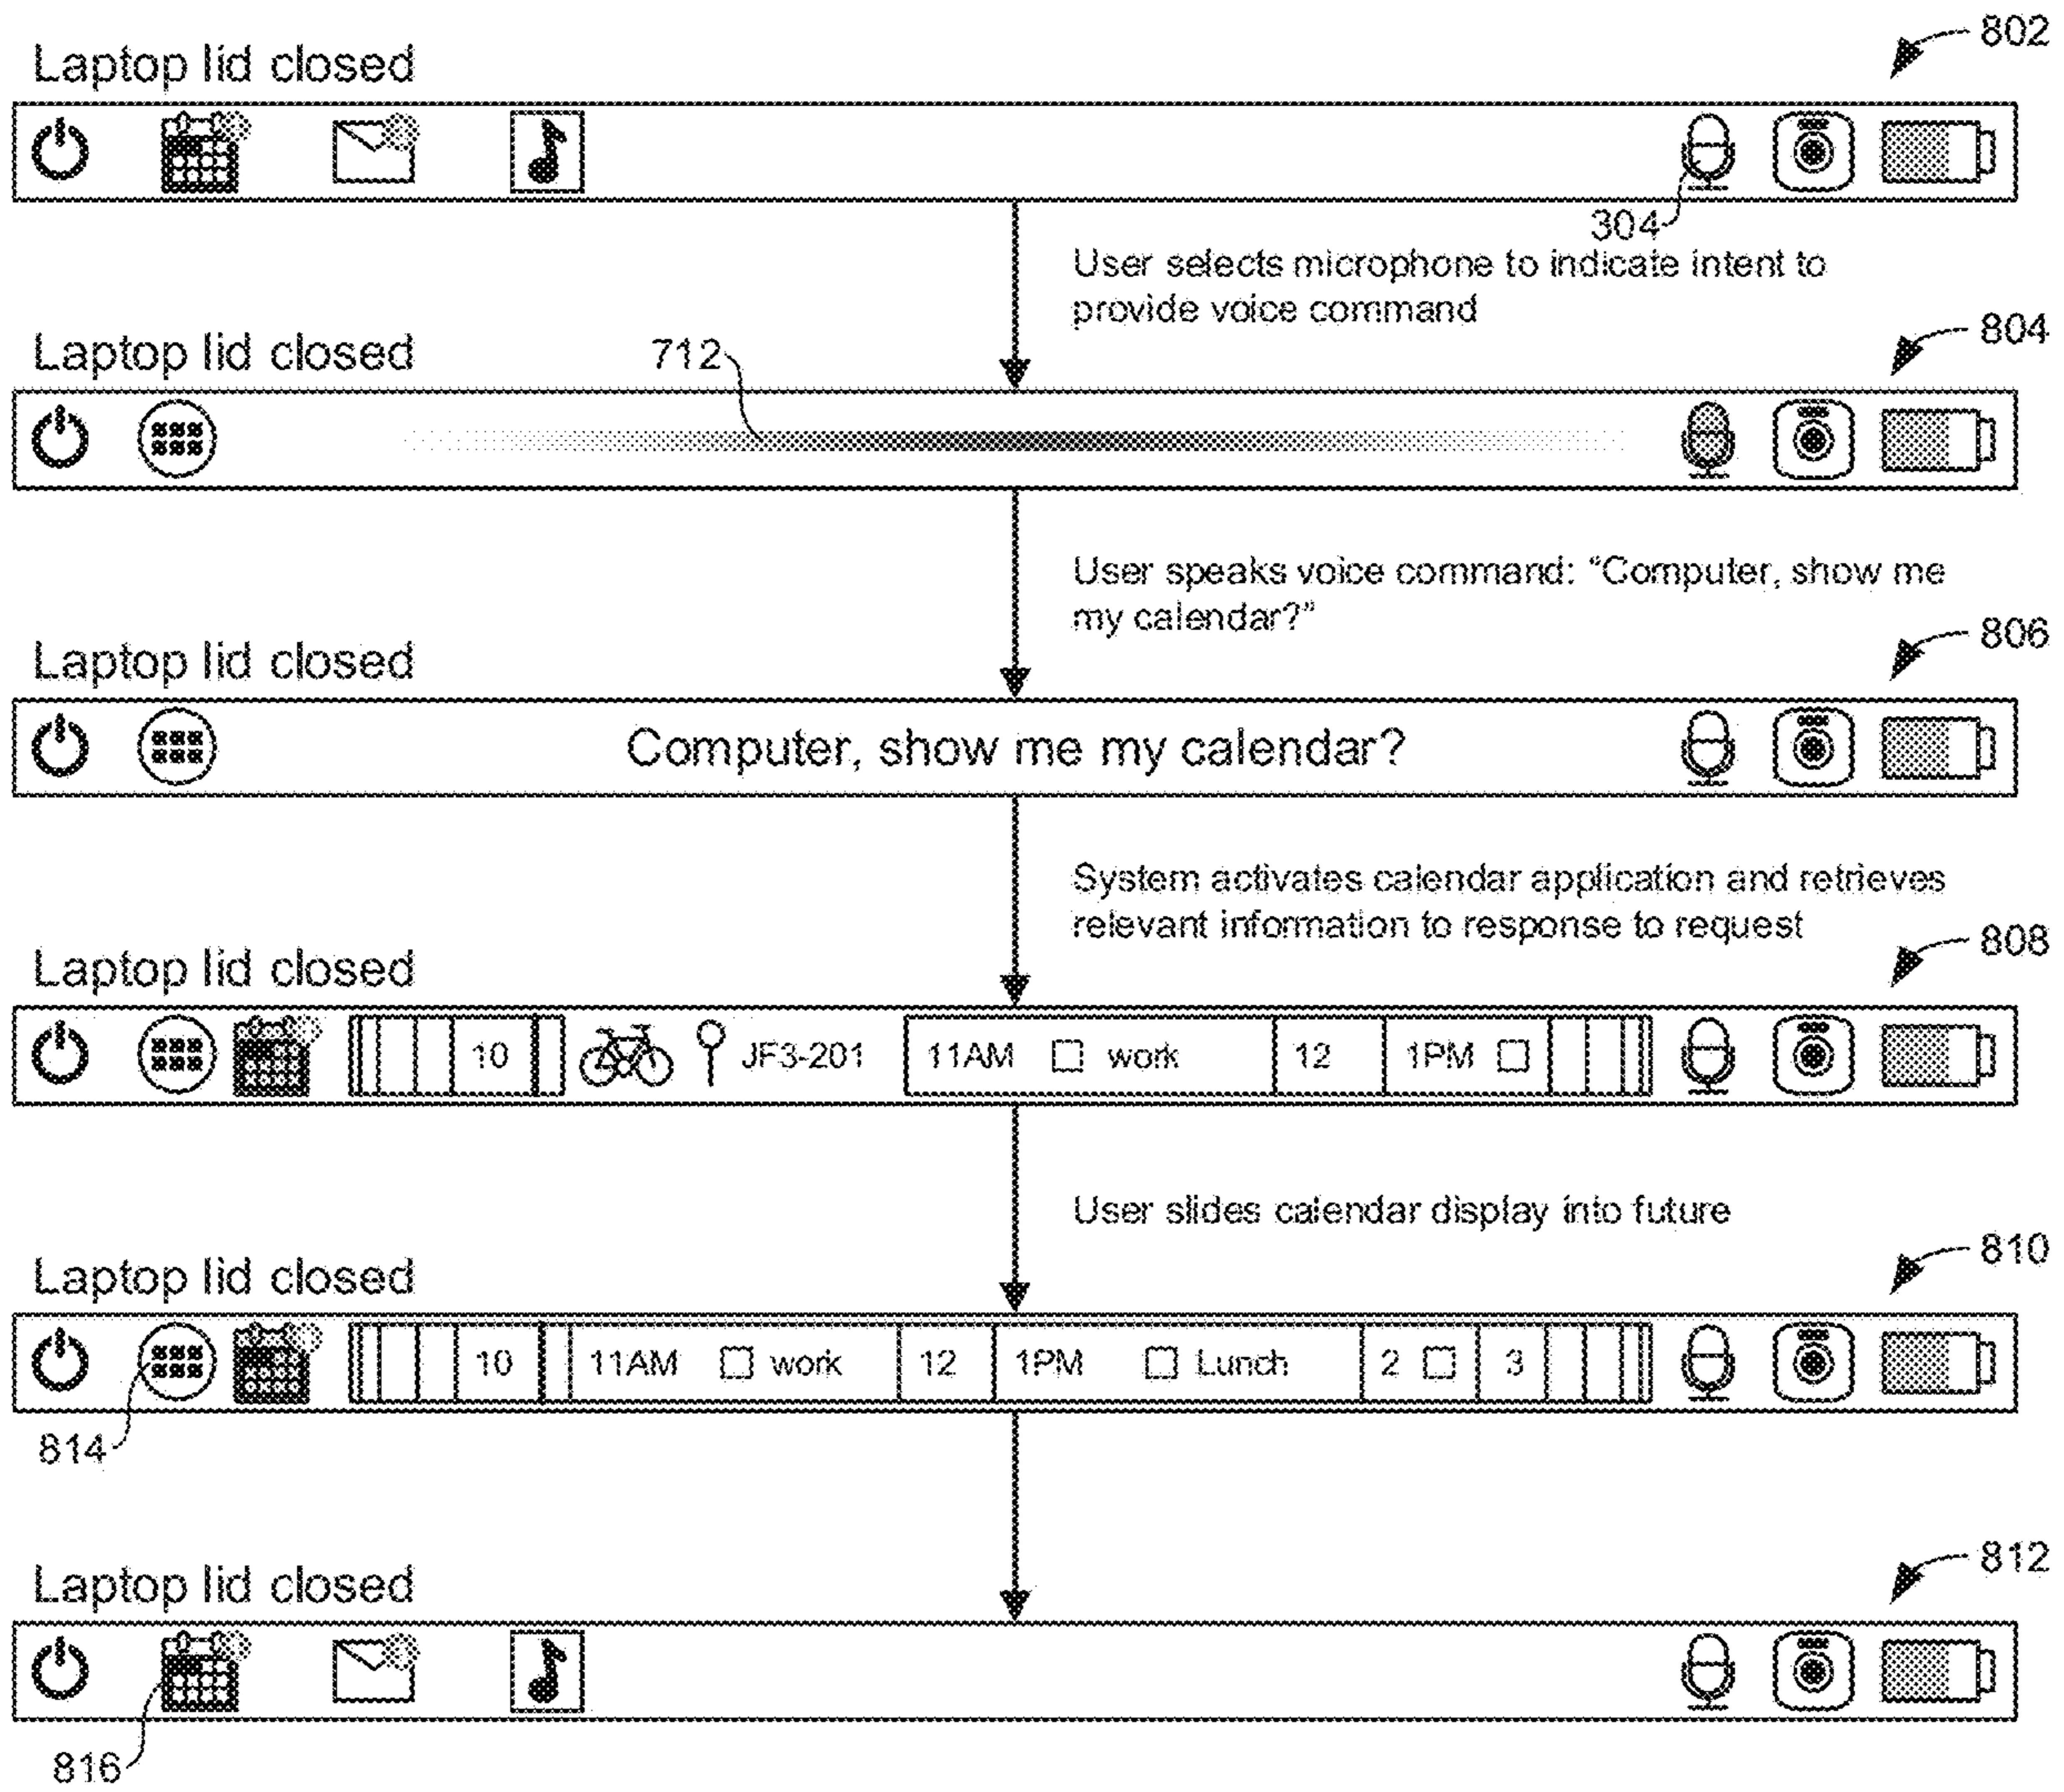 802
Laptop lid closed
304
User selects microphone to indicate intent to
provide voice command
804
Laptop lid closed
712
User speaks voice command: “Computer, show me
my calendar?”
806
Laptop lid closed
Computer, show me my calendar?
System activates calendar application and retrieves
relevant information to response to request
808
Laptop lid closed
10 JF3-201 11AM work 12 1PM
User slides calendar display into future
810
Laptop lid closed
10 11AM work 12 1PM Lunch 2 3
814
812
Laptop lid closed
816